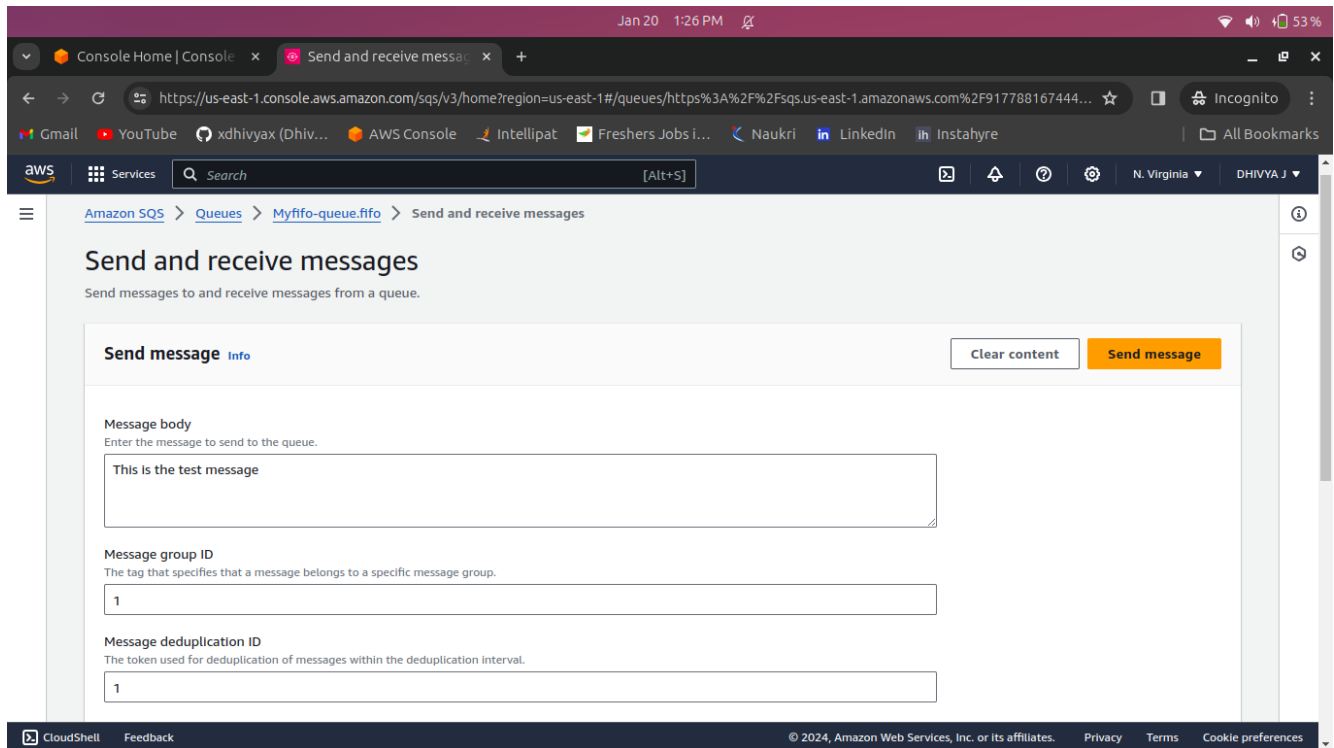 Jan 20 1:26 PM 53%
Console Home | Console Send and receive messag
https://us-east-1.console.aws.amazon.com/sqs/v3/home?region=us-east-1#/queues/https%3A%2F%2Fsqs.us-east-1.amazonaws.com%2F917788167444... Incognito
Gmail YouTube xdhivyax (Dhiv... AWS Console Intellipat Freshers Jobs i... Naukri LinkedIn ih Instahyre All Bookmarks
aws Services Search [Alt+S] N. Virginia DHIVYA J
Amazon SQS > Queues > Myfifo-queue.fifo > Send and receive messages
Send and receive messages
Send messages to and receive messages from a queue.
Send message Info Clear content Send message
Message body
Enter the message to send to the queue.
This is the test message
Message group ID
The tag that specifies that a message belongs to a specific message group.
1
Message deduplication ID
The token used for deduplication of messages within the deduplication interval.
1
CloudShell Feedback © 2024, Amazon Web Services, Inc. or its affiliates. Privacy Terms Cookie preferences